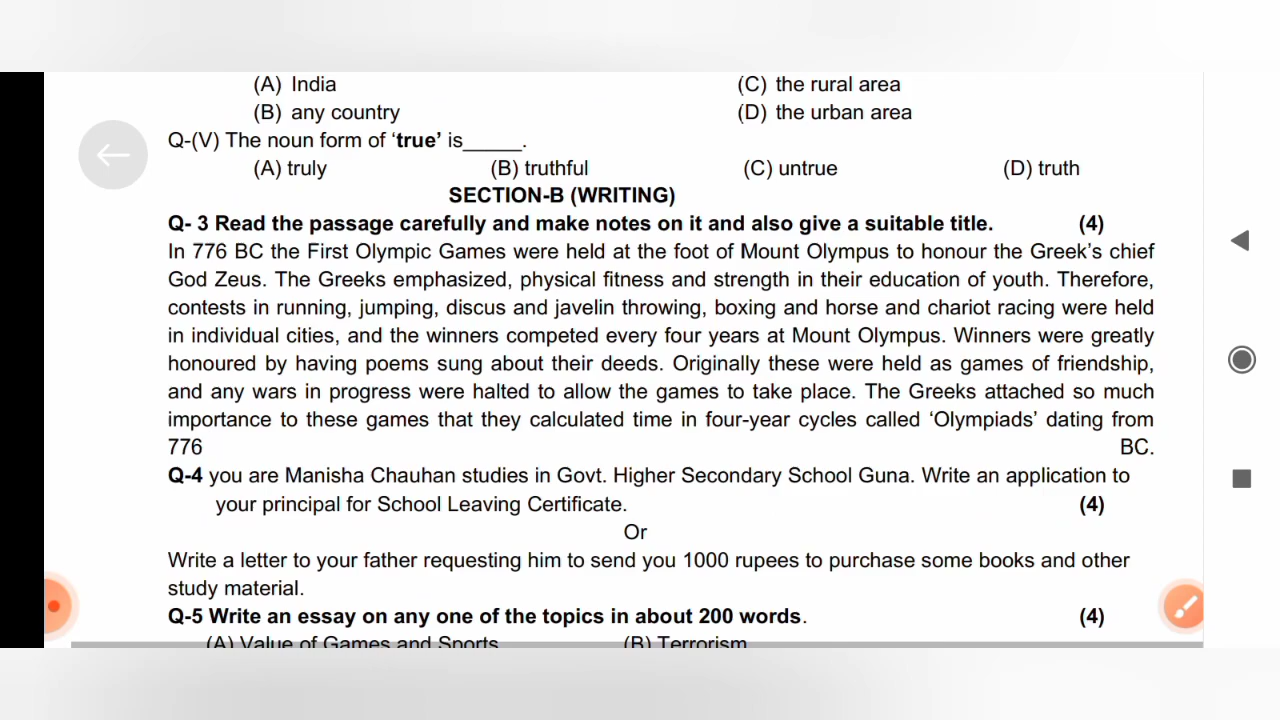 (A) India (C) the rural area
(B) any country (D) the urban area
Q-(V) The noun form of ‘true’ is_____.
(A) truly (B) truthful (C) untrue (D) truth
SECTION-B (WRITING)
Q- 3 Read the passage carefully and make notes on it and also give a suitable title. (4)
In 776 BC the First Olympic Games were held at the foot of Mount Olympus to honour the Greek’s chief
God Zeus. The Greeks emphasized, physical fitness and strength in their education of youth. Therefore,
contests in running, jumping, discus and javelin throwing, boxing and horse and chariot racing were held
in individual cities, and the winners competed every four years at Mount Olympus. Winners were greatly
honoured by having poems sung about their deeds. Originally these were held as games of friendship,
and any wars in progress were halted to allow the games to take place. The Greeks attached so much
importance to these games that they calculated time in four-year cycles called ‘Olympiads’ dating from
776 BC.
Q-4 you are Manisha Chauhan studies in Govt. Higher Secondary School Guna. Write an application to
your principal for School Leaving Certificate. (4)
Or
Write a letter to your father requesting him to send you 1000 rupees to purchase some books and other
study material.
Q-5 Write an essay on any one of the topics in about 200 words. (4)
(A) Value of Games and Sports (B) Terrorism